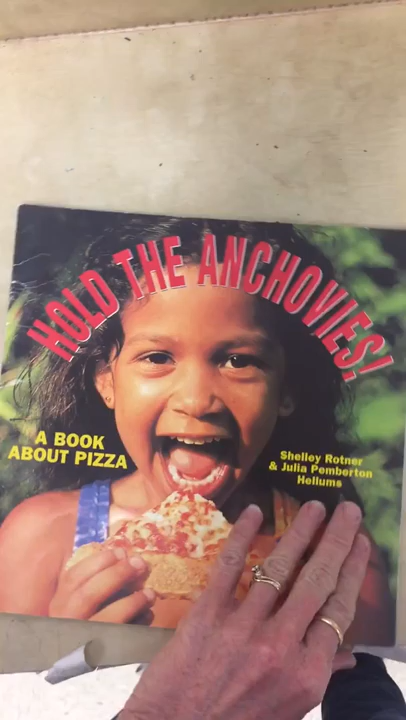 HOLD THE ANCHOVIES!
A BOOK
ABOUT PIZZA
Shelley Rotner
& Julia Pemberton
Hellums